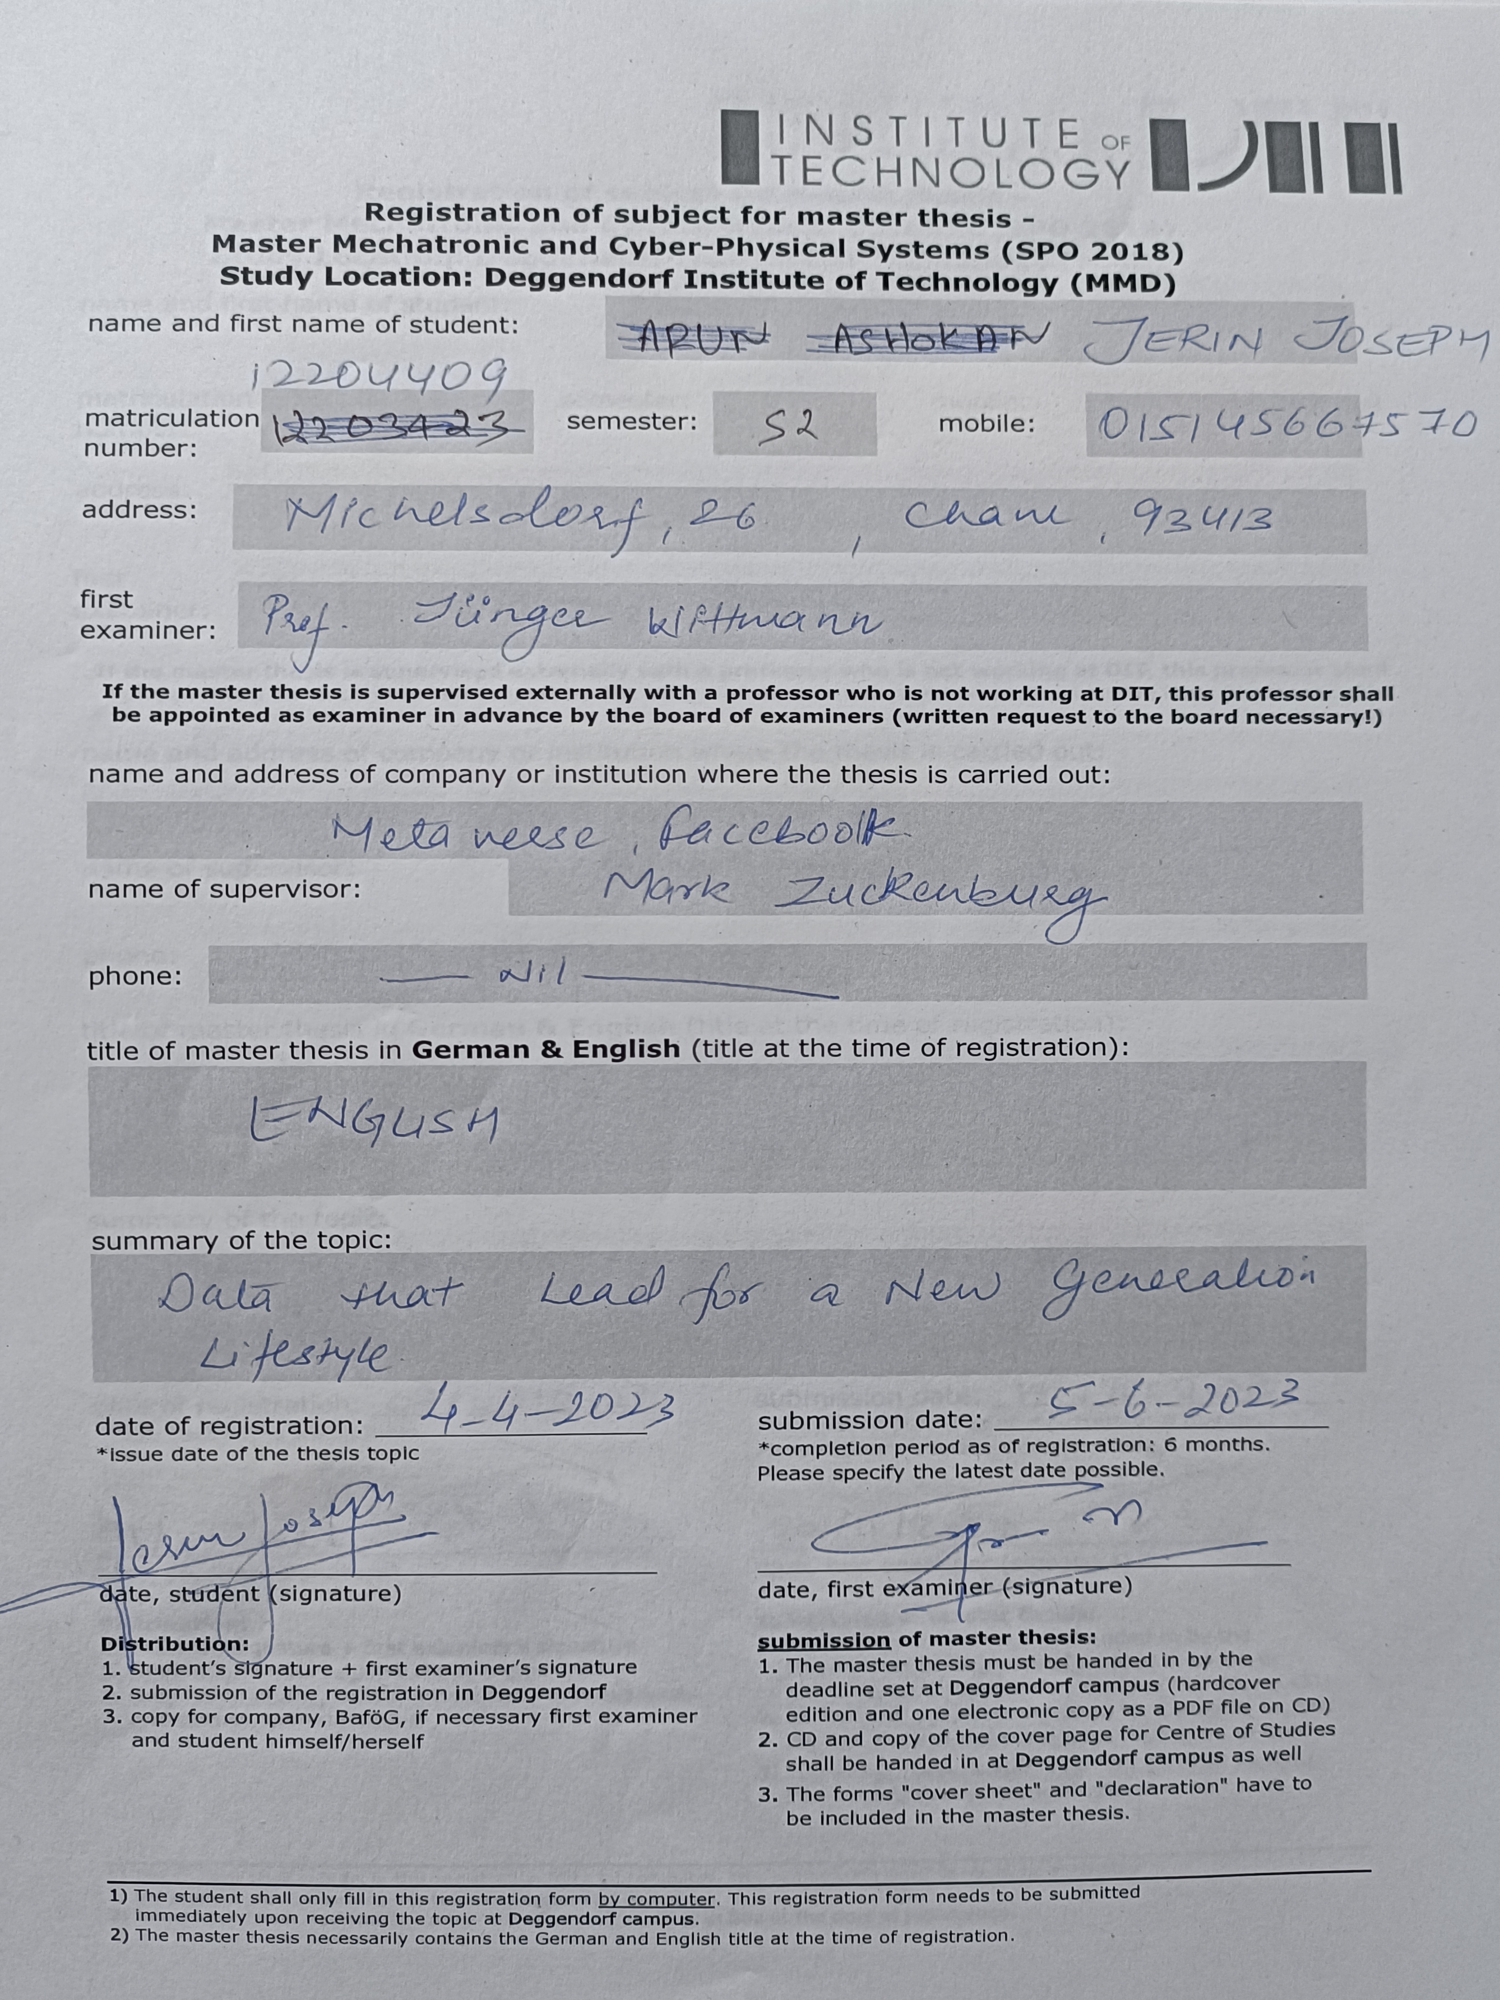 INSTITUTE OF
TECHNOLOGY
Registration of subject for master thesis -
Master Mechatronic and Cyber-Physical Systems (SPO 2018)
Study Location: Deggendorf Institute of Technology (MMD)
name and first name of student: ARUN ASHOKAN JERIN JOSEPH
12204409
matriculation number: 12203423 semester: S2 mobile: 015145667570
address: Michelsdorf, 26, Cham, 93413
first examiner: Prof. Jünger Wittmann
If the master thesis is supervised externally with a professor who is not working at DIT, this professor shall
be appointed as examiner in advance by the board of examiners (written request to the board necessary!)
name and address of company or institution where the thesis is carried out:
Metaverse, facebook.
name of supervisor: Mark Zuckenburg
phone: — Nil —
title of master thesis in German & English (title at the time of registration):
ENGLISH
summary of the topic:
Data that Lead for a New Generation
Lifestyle.
date of registration: 4-4-2023
*issue date of the thesis topic
submission date: 5-6-2023
*completion period as of registration: 6 months.
Please specify the latest date possible.
Jerin Joseph
date, student (signature)
date, first examiner (signature)
Distribution:
1. student's signature + first examiner's signature
2. submission of the registration in Deggendorf
3. copy for company, BaföG, if necessary first examiner
and student himself/herself
submission of master thesis:
1. The master thesis must be handed in by the
deadline set at Deggendorf campus (hardcover
edition and one electronic copy as a PDF file on CD)
2. CD and copy of the cover page for Centre of Studies
shall be handed in at Deggendorf campus as well
3. The forms "cover sheet" and "declaration" have to
be included in the master thesis.
1) The student shall only fill in this registration form by computer. This registration form needs to be submitted
immediately upon receiving the topic at Deggendorf campus.
2) The master thesis necessarily contains the German and English title at the time of registration.